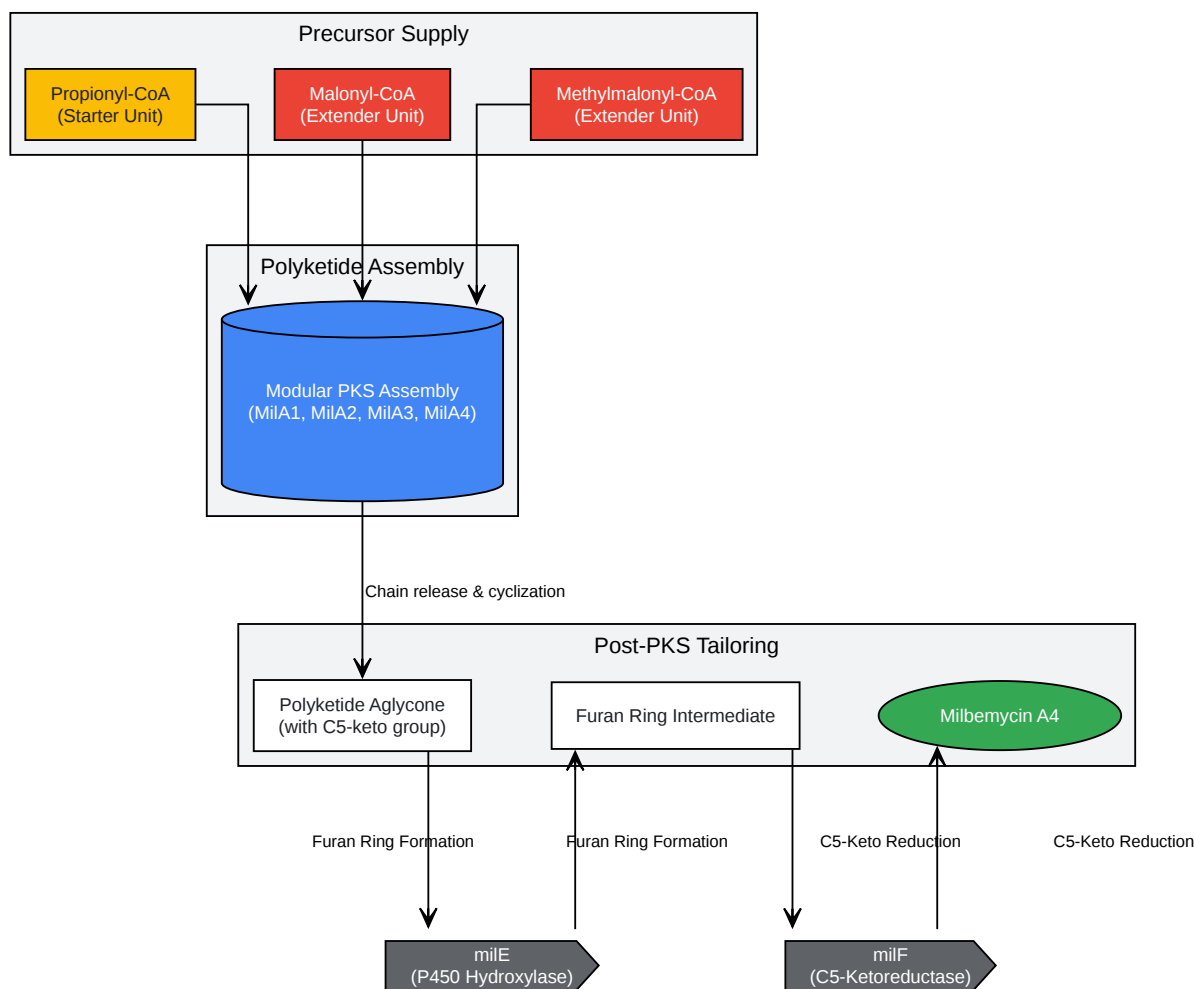 Precursor Supply
Propionyl-CoA
(Starter Unit)
Malonyl-CoA
(Extender Unit)
Methylmalonyl-CoA
(Extender Unit)
Polyketide Assembly
Modular PKS Assembly
(MilA1, MilA2, MilA3, MilA4)
Chain release & cyclization
Post-PKS Tailoring
Polyketide Aglycone
(with C5-keto group)
Furan Ring Intermediate
Milbemycin A4
Furan Ring Formation
Furan Ring Formation
C5-Keto Reduction
C5-Keto Reduction
milE
(P450 Hydroxylase)
milF
(C5-Ketoreductase)